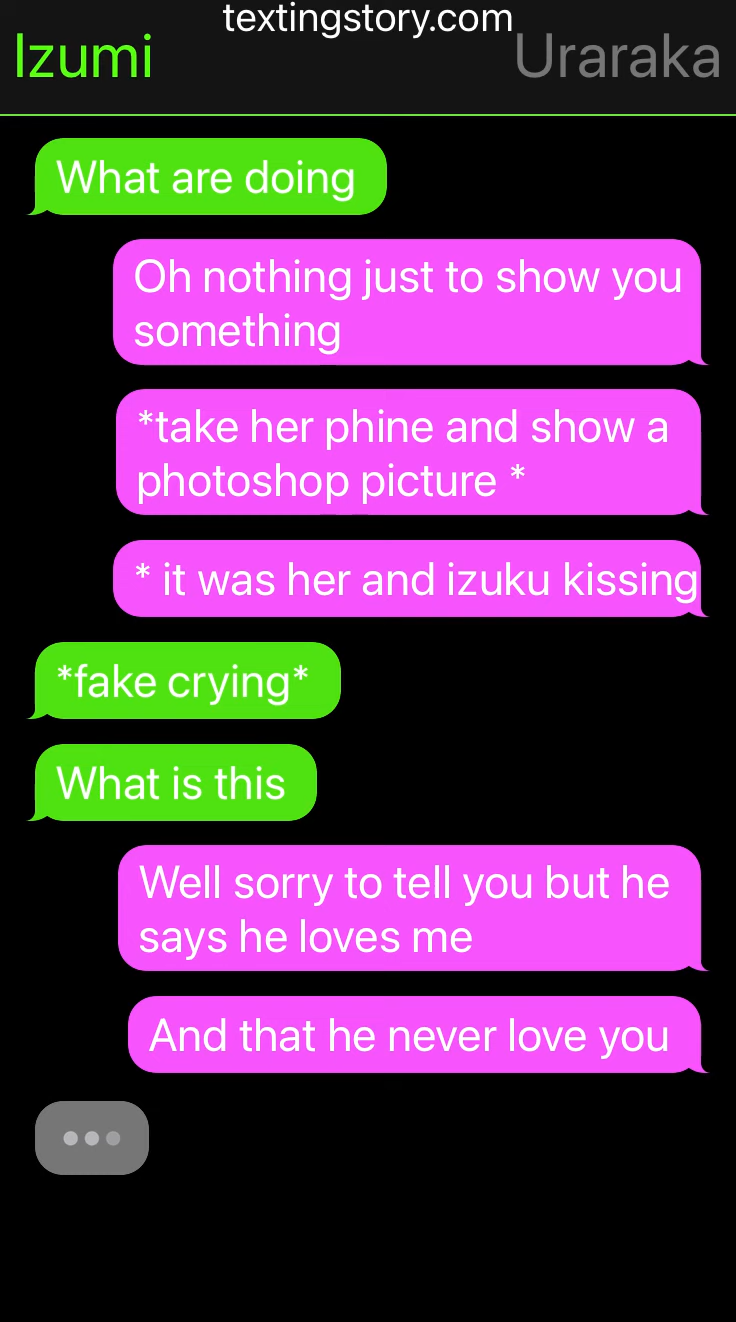 textingstory.com
Izumi
Uraraka
What are doing
Oh nothing just to show you
something
*take her phine and show a
photoshop picture *
* it was her and izuku kissing
*fake crying*
What is this
Well sorry to tell you but he
says he loves me
And that he never love you